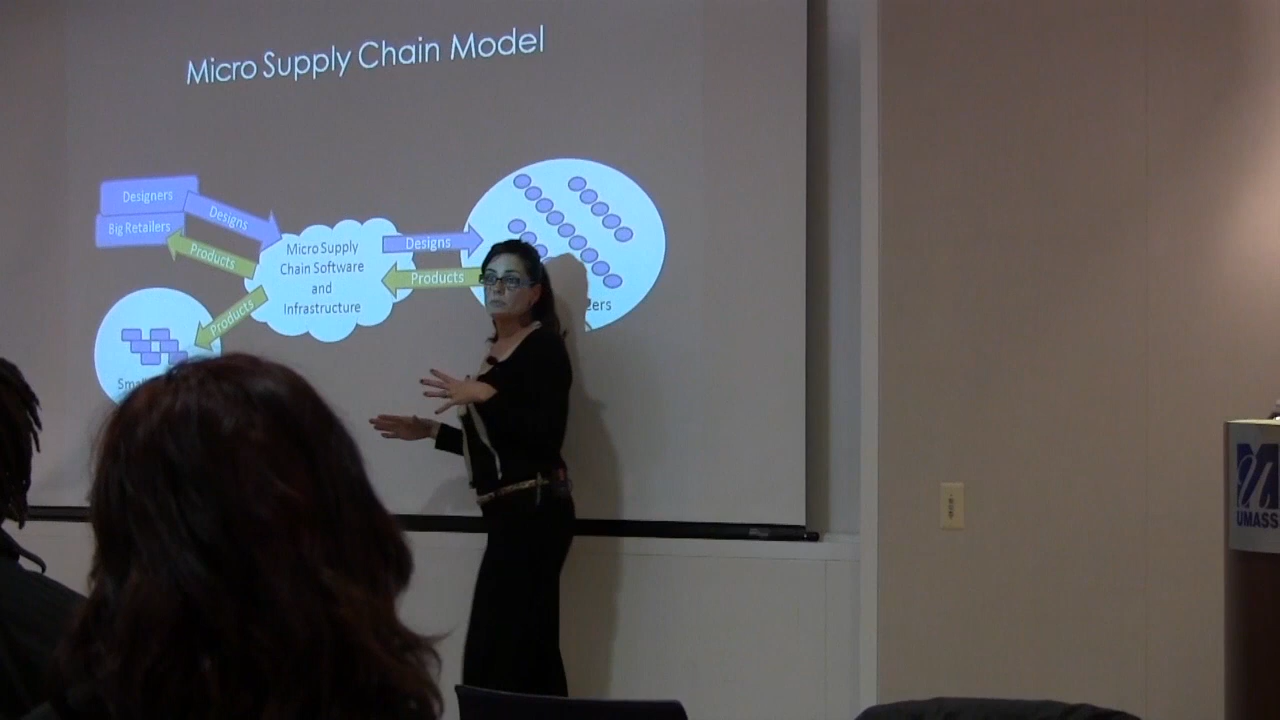 Micro Supply Chain Model
Designers
Big Retailers
Designs
Products
Micro Supply
Chain Software
and
Infrastructure
Designs
Products
Products
UMASS